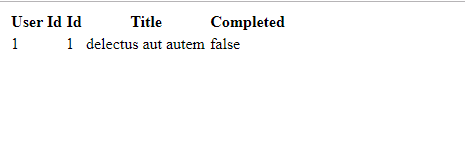 User Id Id Title Completed
1 1 delectus aut autem false